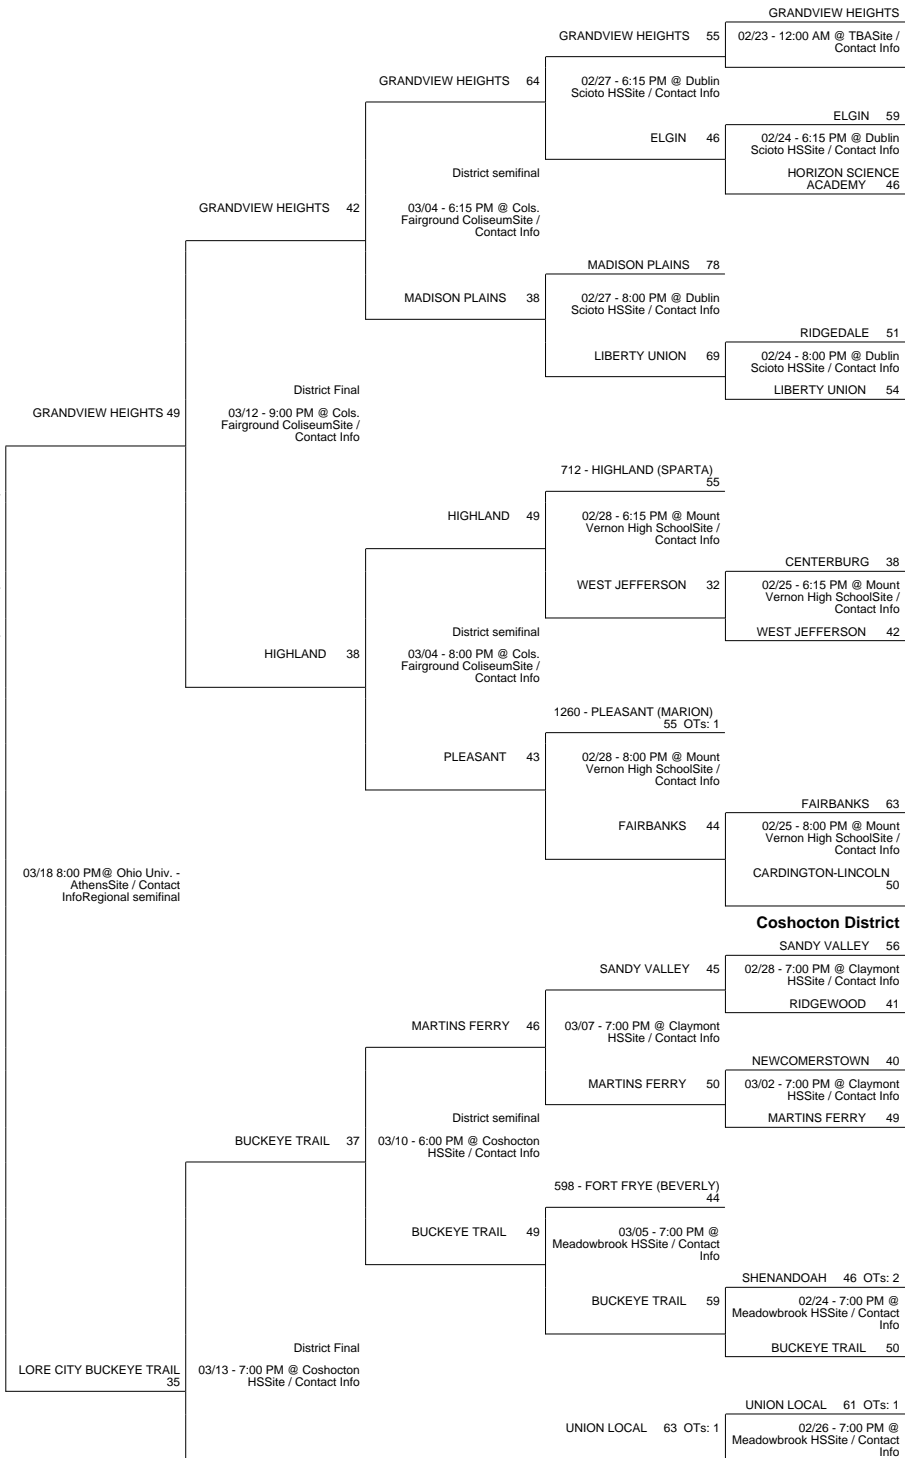 GRANDVIEW HEIGHTS
GRANDVIEW HEIGHTS 55
02/23 - 12:00 AM @ TBASite /
Contact Info
GRANDVIEW HEIGHTS 64
02/27 - 6:15 PM @ Dublin
Scioto HSSite / Contact Info
ELGIN 59
ELGIN 46
02/24 - 6:15 PM @ Dublin
Scioto HSSite / Contact Info
HORIZON SCIENCE
ACADEMY 46
District semifinal
GRANDVIEW HEIGHTS 42
03/04 - 6:15 PM @ Cols.
Fairground ColiseumSite /
Contact Info
MADISON PLAINS 78
MADISON PLAINS 38
02/27 - 8:00 PM @ Dublin
Scioto HSSite / Contact Info
RIDGEDALE 51
LIBERTY UNION 69
02/24 - 8:00 PM @ Dublin
Scioto HSSite / Contact Info
LIBERTY UNION 54
District Final
GRANDVIEW HEIGHTS 49
03/12 - 9:00 PM @ Cols.
Fairground ColiseumSite /
Contact Info
712 - HIGHLAND (SPARTA)
55
HIGHLAND 49
02/28 - 6:15 PM @ Mount
Vernon High SchoolSite /
Contact Info
CENTERBURG 38
WEST JEFFERSON 32
02/25 - 6:15 PM @ Mount
Vernon High SchoolSite /
Contact Info
WEST JEFFERSON 42
District semifinal
HIGHLAND 38
03/04 - 8:00 PM @ Cols.
Fairground ColiseumSite /
Contact Info
1260 - PLEASANT (MARION)
55 OTs: 1
PLEASANT 43
02/28 - 8:00 PM @ Mount
Vernon High SchoolSite /
Contact Info
FAIRBANKS 63
FAIRBANKS 44
02/25 - 8:00 PM @ Mount
Vernon High SchoolSite /
Contact Info
CARDINGTON-LINCOLN
50
03/18 8:00 PM@ Ohio Univ. -
AthensSite / Contact
InfoRegional semifinal
Coshocton District
SANDY VALLEY 56
SANDY VALLEY 45
02/28 - 7:00 PM @ Claymont
HSSite / Contact Info
RIDGEWOOD 41
MARTINS FERRY 46
03/07 - 7:00 PM @ Claymont
HSSite / Contact Info
NEWCOMERSTOWN 40
MARTINS FERRY 50
03/02 - 7:00 PM @ Claymont
HSSite / Contact Info
MARTINS FERRY 49
District semifinal
BUCKEYE TRAIL 37
03/10 - 6:00 PM @ Coshocton
HSSite / Contact Info
598 - FORT FRYE (BEVERLY)
44
BUCKEYE TRAIL 49
03/05 - 7:00 PM @
Meadowbrook HSSite / Contact
Info
SHENANDOAH 46 OTs: 2
BUCKEYE TRAIL 59
02/24 - 7:00 PM @
Meadowbrook HSSite / Contact
Info
BUCKEYE TRAIL 50
District Final
LORE CITY BUCKEYE TRAIL
35
03/13 - 7:00 PM @ Coshocton
HSSite / Contact Info
UNION LOCAL 61 OTs: 1
UNION LOCAL 63 OTs: 1
02/26 - 7:00 PM @
Meadowbrook HSSite / Contact
Info